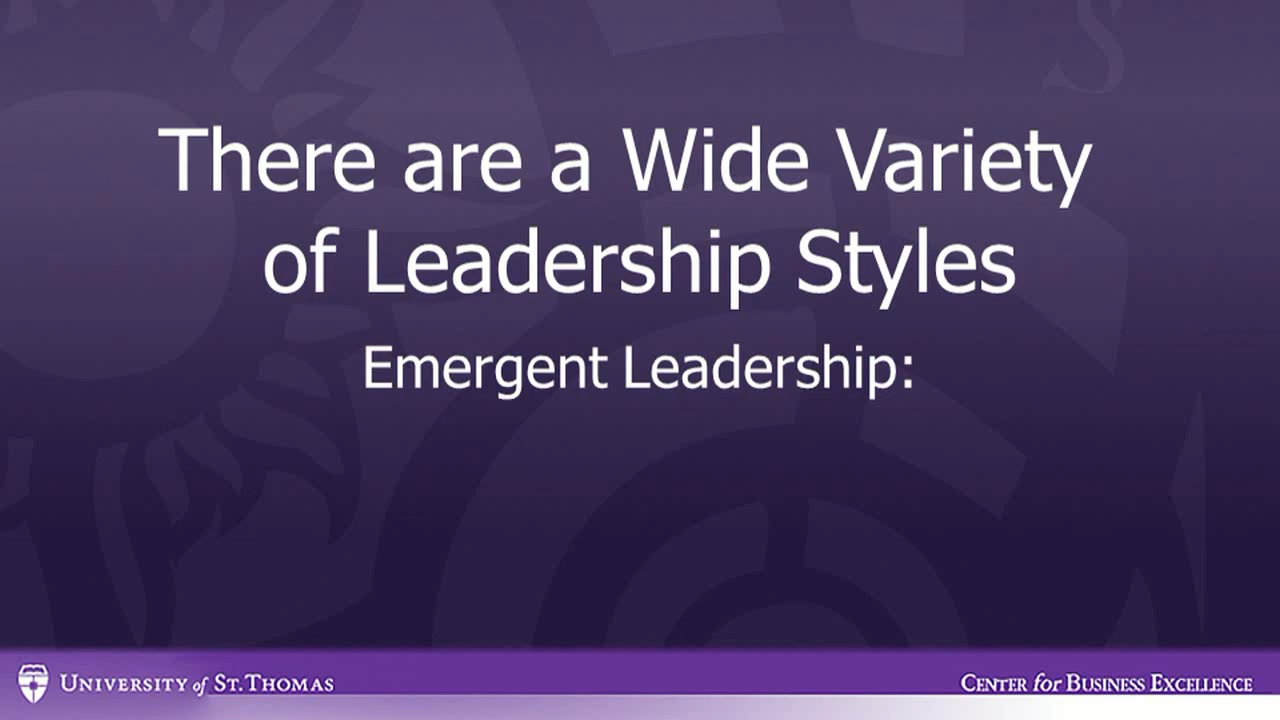 There are a Wide Variety
of Leadership Styles
Emergent Leadership:
UNIVERSITY of ST. THOMAS
CENTER for BUSINESS EXCELLENCE